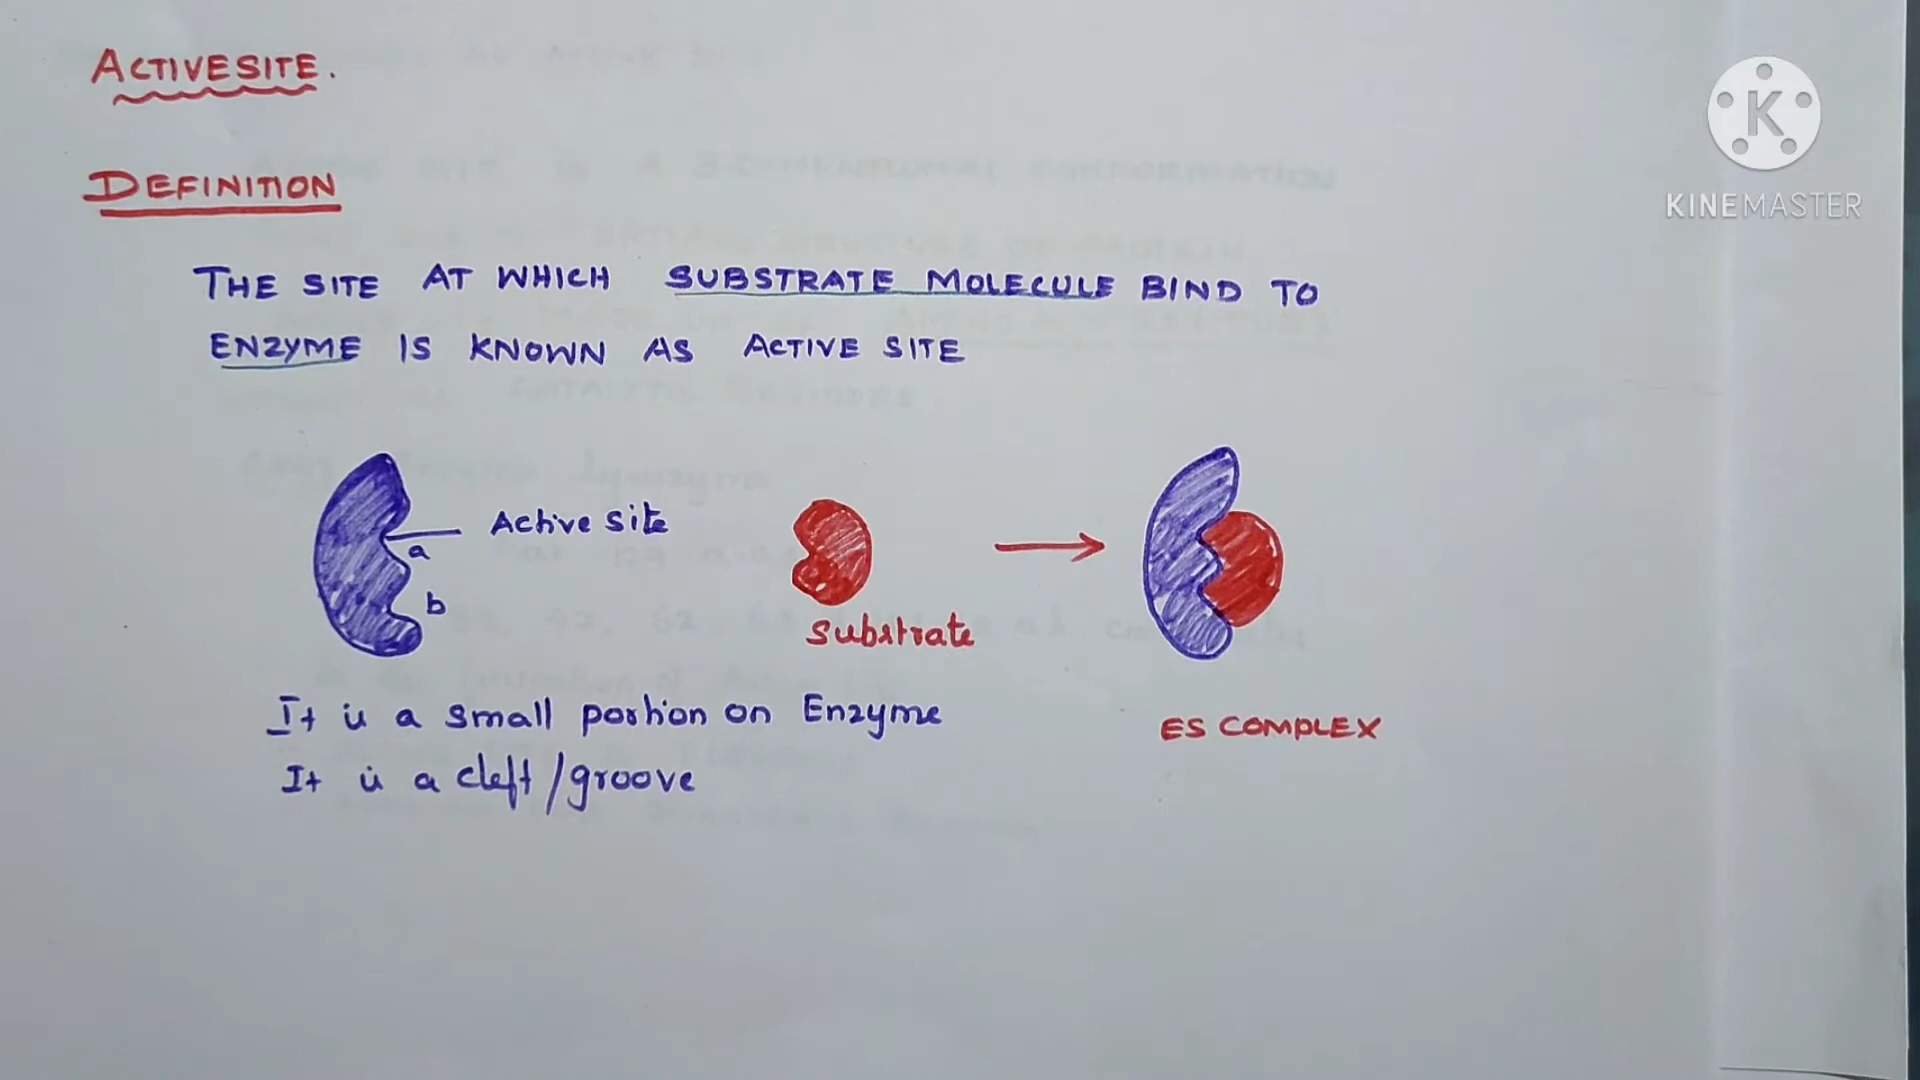 ACTIVESITE.
DEFINITION
THE SITE AT WHICH SUBSTRATE MOLECULE BIND TO
ENZYME IS KNOWN AS ACTIVE SITE
Active site
a
b
substrate
It is a small portion on Enzyme
It is a cleft/groove
ES COMPLEX
K
KINEMASTER